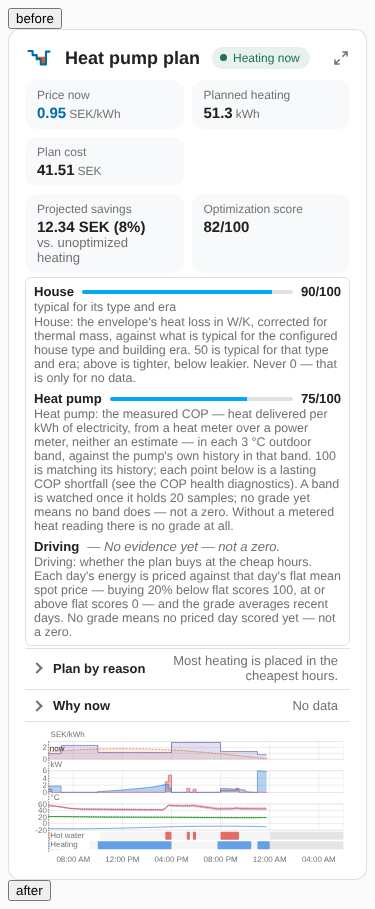 before
Heat pump plan
Heating now
Price now
0.95 SEK/kWh
Planned heating
51.3 kWh
Plan cost
41.51 SEK
Projected savings
12.34 SEK (8%)
vs. unoptimized
heating
Optimization score
82/100
House 90/100
typical for its type and era
House: the envelope's heat loss in W/K, corrected for
thermal mass, against what is typical for the configured
house type and building era. 50 is typical for that type
and era; above is tighter, below leakier. Never 0 — that
is only for no data.
Heat pump 75/100
Heat pump: the measured COP — heat delivered per
kWh of electricity, from a heat meter over a power
meter, neither an estimate — in each 3 °C outdoor
band, against the pump's own history in that band. 100
is matching its history; each point below is a lasting
COP shortfall (see the COP health diagnostics). A band
is watched once it holds 20 samples; no grade yet
means no band does — not a zero. Without a metered
heat reading there is no grade at all.
Driving — No evidence yet — not a zero.
Driving: whether the plan buys at the cheap hours.
Each day's energy is priced against that day's flat mean
spot price — buying 20% below flat scores 100, at or
above flat scores 0 — and the grade averages recent
days. No grade means no priced day scored yet — not
a zero.
Plan by reason Most heating is placed in the
cheapest hours.
Why now No data
SEK/kWh
2
now
0
kW
6
4
2
0
°C
60
40
20
0
-20
Hot water
Heating
08:00 AM 12:00 PM 04:00 PM 08:00 PM 12:00 AM 04:00 AM
after